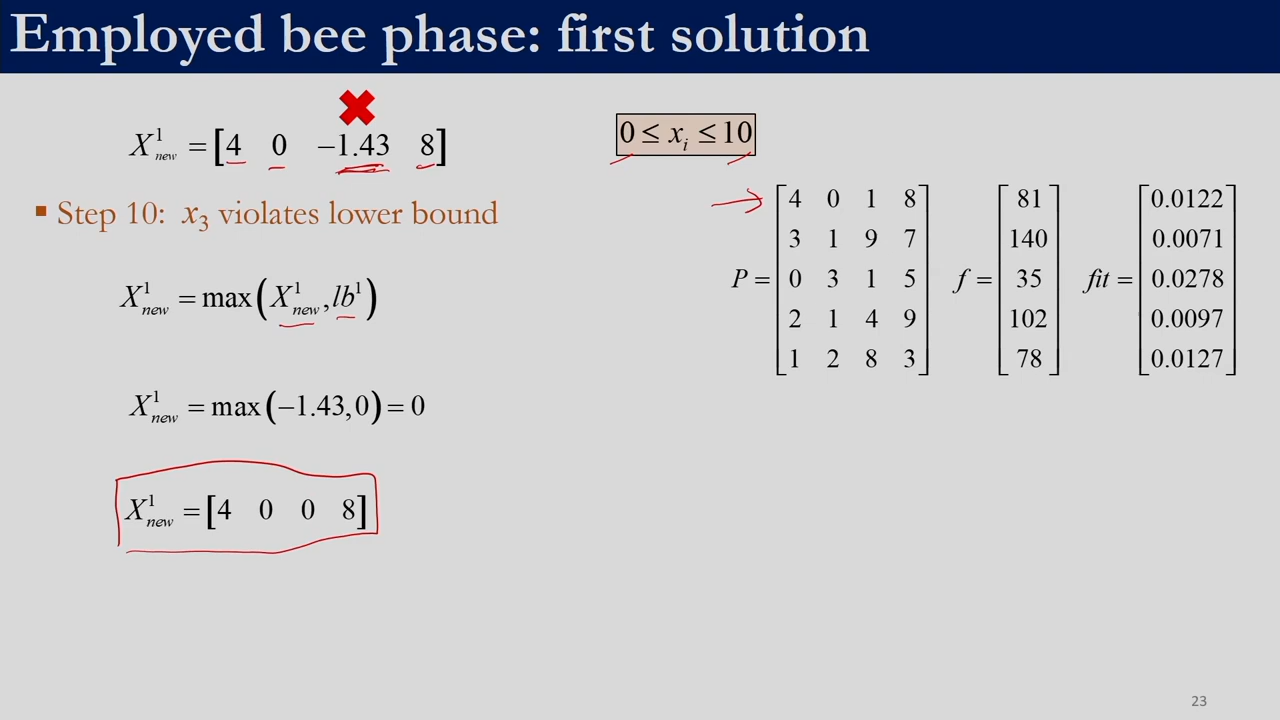 Employed bee phase: first solution
X¹new = [4 0 −1.43 8]
0 ≤ xᵢ ≤ 10
▪ Step 10: x₃ violates lower bound
X¹new = max(X¹new, lb¹)
X¹new = max(−1.43, 0) = 0
X¹new = [4 0 0 8]
P =
4 0 1 8
3 1 9 7
0 3 1 5
2 1 4 9
1 2 8 3
f =
81
140
35
102
78
fit =
0.0122
0.0071
0.0278
0.0097
0.0127
23